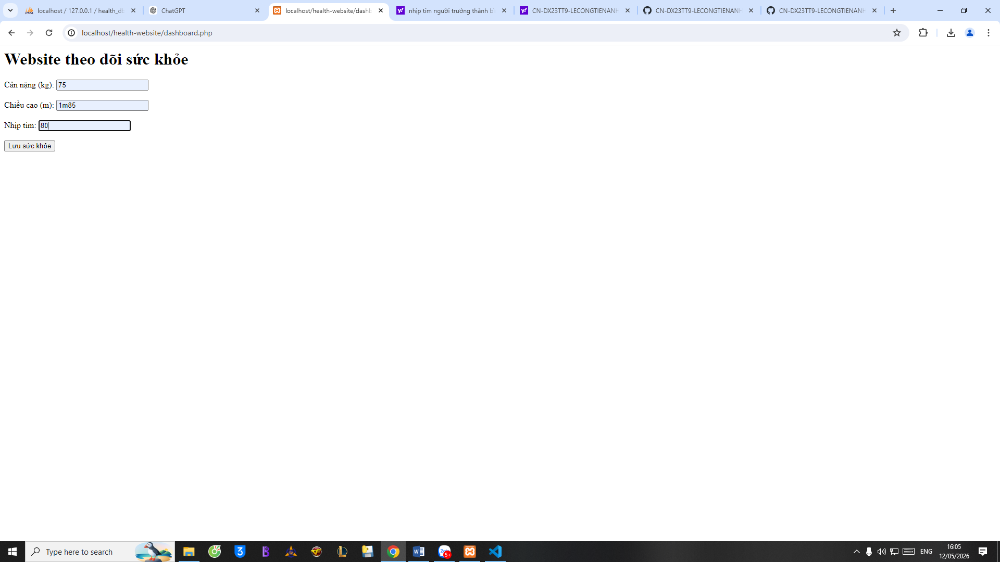 localhost / 127.0.0.1 / health_db
ChatGPT
localhost/health-website/dashb
nhịp tim người trưởng thành bì
CN-DX23TT9-LECONGTIENANH
CN-DX23TT9-LECONGTIENANH
CN-DX23TT9-LECONGTIENANH
localhost/health-website/dashboard.php
Website theo dõi sức khỏe
Cân nặng (kg): 75
Chiều cao (m): 1m85
Nhịp tim: 80
Lưu sức khỏe
Type here to search
5+
ENG
16:05
12/05/2026